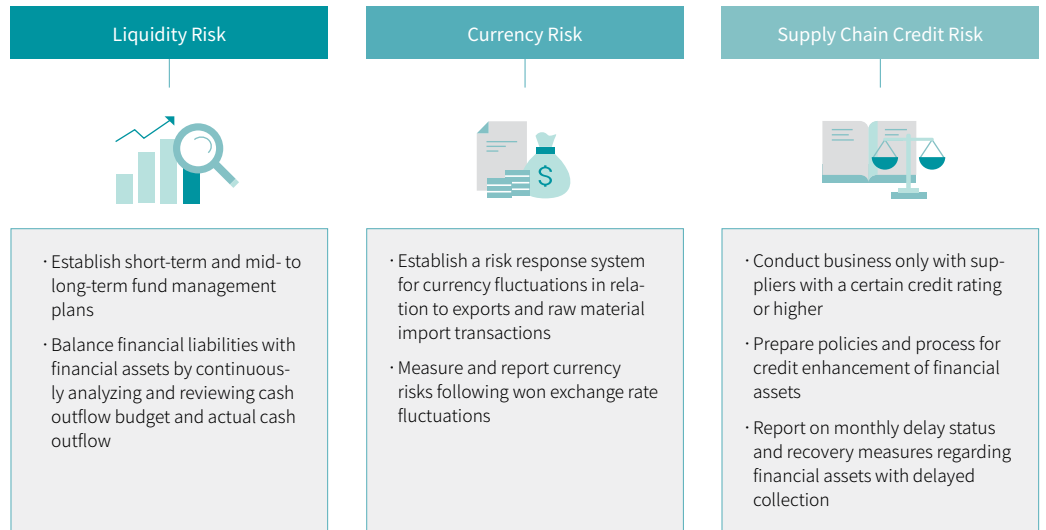 Liquidity Risk
· Establish short-term and mid- to
long-term fund management
plans
· Balance financial liabilities with
financial assets by continuous-
ly analyzing and reviewing cash
outflow budget and actual cash
outflow
Currency Risk
$
· Establish a risk response system
for currency fluctuations in rela-
tion to exports and raw material
import transactions
· Measure and report currency
risks following won exchange rate
fluctuations
Supply Chain Credit Risk
· Conduct business only with sup-
pliers with a certain credit rating
or higher
· Prepare policies and process for
credit enhancement of financial
assets
· Report on monthly delay status
and recovery measures regarding
financial assets with delayed
collection